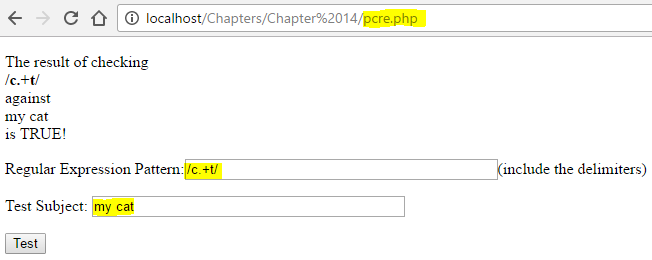 localhost/Chapters/Chapter%2014/pcre.php
The result of checking
/c.+t/
against
my cat
is TRUE!
Regular Expression Pattern: /c.+t/ (include the delimiters)
Test Subject: my cat
Test